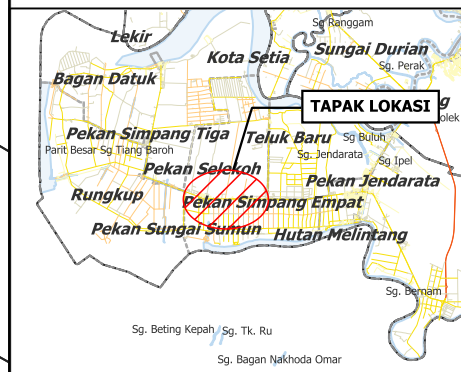 Sg Ranggam
Lekir
Kota Setia
Sungai Durian
Sg. Perak
Bagan Datuk
TAPAK LOKASI
g
olek
Pekan Simpang Tiga
Teluk Baru
Sg Buluh
Parit Besar Sg Tiang Baroh
Sg. Jendarata
Sg Ipel
Pekan Selekoh
Pekan Jendarata
Rungkup
Pekan Simpang Empat
Pekan Sungai Sumun
Hutan Melintang
Sg. Bernam
Sg. Beting Kepah
Sg. Tk. Ru
Sg. Bagan Nakhoda Omar